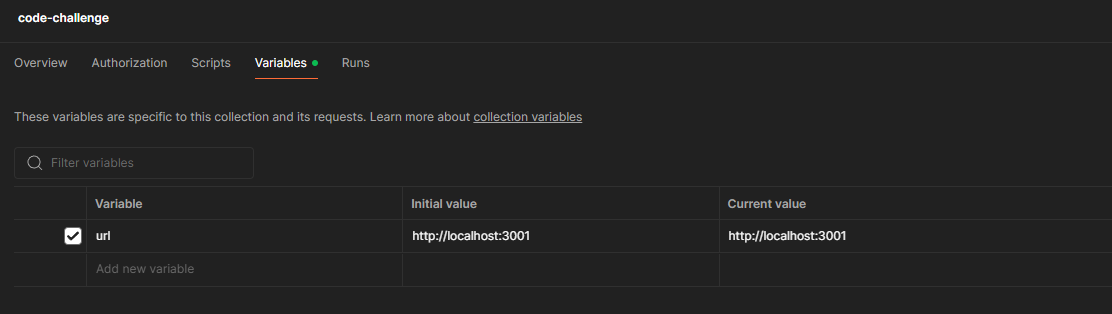 code-challenge
Overview Authorization Scripts Variables Runs
These variables are specific to this collection and its requests. Learn more about collection variables
Filter variables
Variable Initial value Current value
url http://localhost:3001 http://localhost:3001
Add new variable